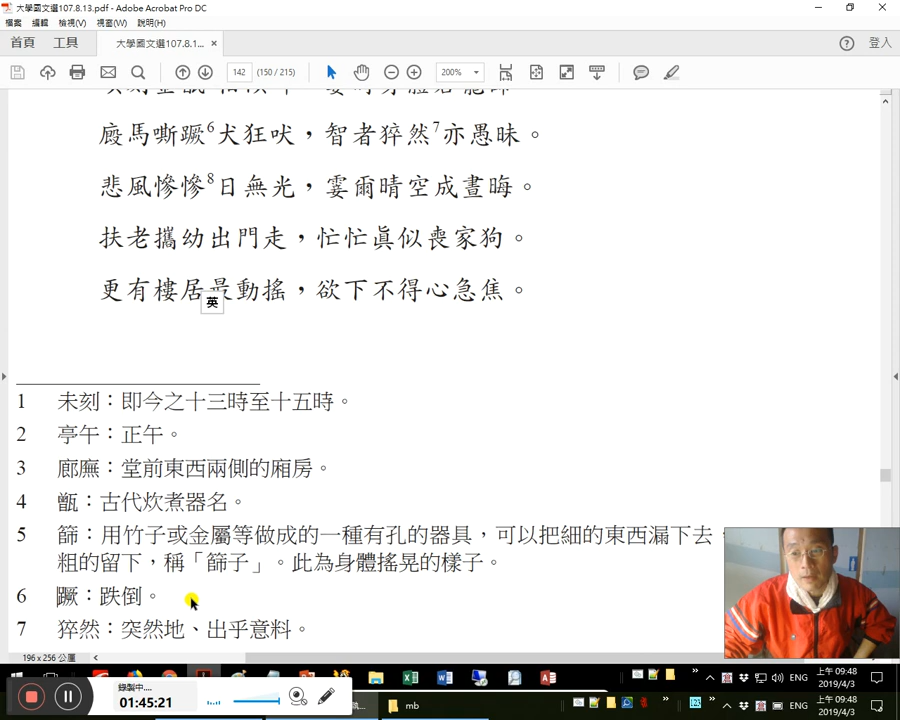 大學國文選107.8.13.pdf - Adobe Acrobat Pro DC
檔案 編輯 檢視(V) 視窗(W) 說明(H)
首頁 工具 大學國文選107.8.1... × 登入
142 (150 / 215) 200%
廄馬嘶蹶6犬狂吠，智者猝然7亦愚昧。
悲風慘慘8日無光，霎爾晴空成晝晦。
扶老攜幼出門走，忙忙真似喪家狗。
更有樓居最動搖，欲下不得心急焦。
英
1 未刻：即今之十三時至十五時。
2 亭午：正午。
3 廊廡：堂前東西兩側的廂房。
4 甑：古代炊煮器名。
5 篩：用竹子或金屬等做成的一種有孔的器具，可以把細的東西漏下去，
粗的留下，稱「篩子」。此為身體搖晃的樣子。
6 蹶：跌倒。
7 猝然：突然地、出乎意料。
196 x 256 公釐
ENG 上午 09:48
2019/4/3
錄製中....
01:45:21
mb
ENG 上午 09:48
2019/4/3